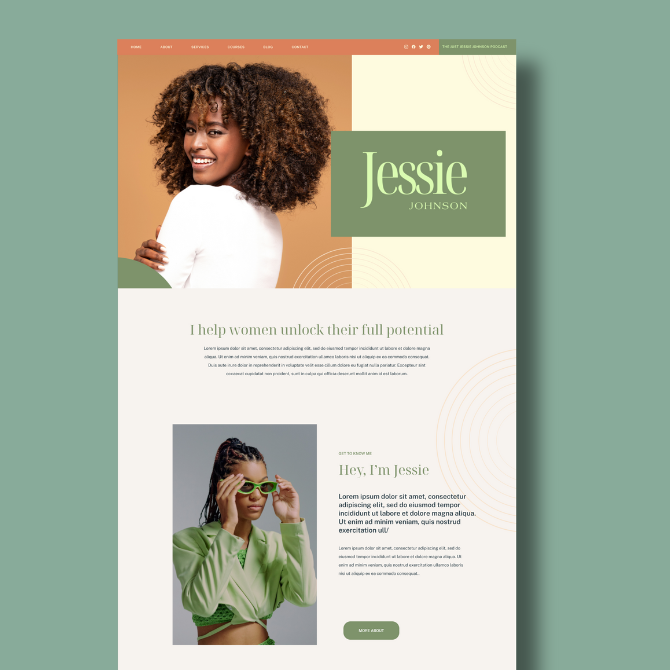 HOME ABOUT SERVICES COURSES BLOG CONTACT
THE JUST JESSIE JOHNSON PODCAST
Jessie
JOHNSON
I help women unlock their full potential
Lorem ipsum dolor sit amet, consectetur adipiscing elit, sed do eiusmod tempor incididunt ut labore et dolore magna
aliqua. Ut enim ad minim veniam, quis nostrud exercitation ullamco laboris nisi ut aliquip ex ea commodo consequat.
Duis aute irure dolor in reprehenderit in voluptate velit esse cillum dolore eu fugiat nulla pariatur. Excepteur sint
occaecat cupidatat non proident, sunt in culpa qui officia deserunt mollit anim id est laborum.
GET TO KNOW ME
Hey, I'm Jessie
Lorem ipsum dolor sit amet, consectetur
adipiscing elit, sed do eiusmod tempor
incididunt ut labore et dolore magna aliqua.
Ut enim ad minim veniam, quis nostrud
exercitation ull/
Lorem ipsum dolor sit amet, consectetur adipiscing elit, sed do
eiusmod tempor incididunt ut labore et dolore magna aliqua. Ut
enim ad minim veniam, quis nostrud exercitation ullamco laboris
nisi ut aliquip ex ea commodo consequat.
MORE ABOUT